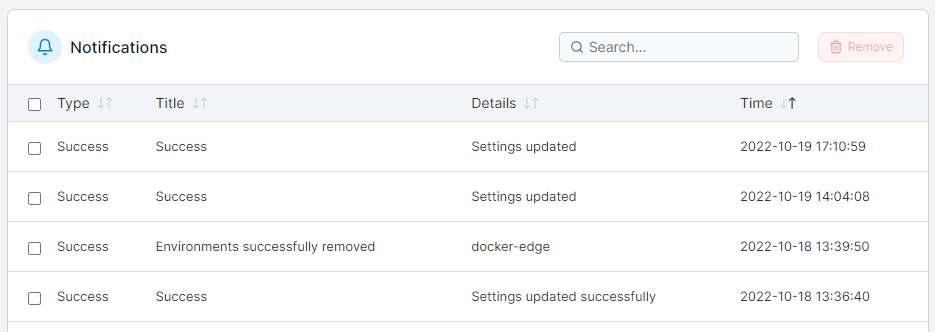 Notifications
Search...
Remove
Type Title Details Time
Success Success Settings updated 2022-10-19 17:10:59
Success Success Settings updated 2022-10-19 14:04:08
Success Environments successfully removed docker-edge 2022-10-18 13:39:50
Success Success Settings updated successfully 2022-10-18 13:36:40